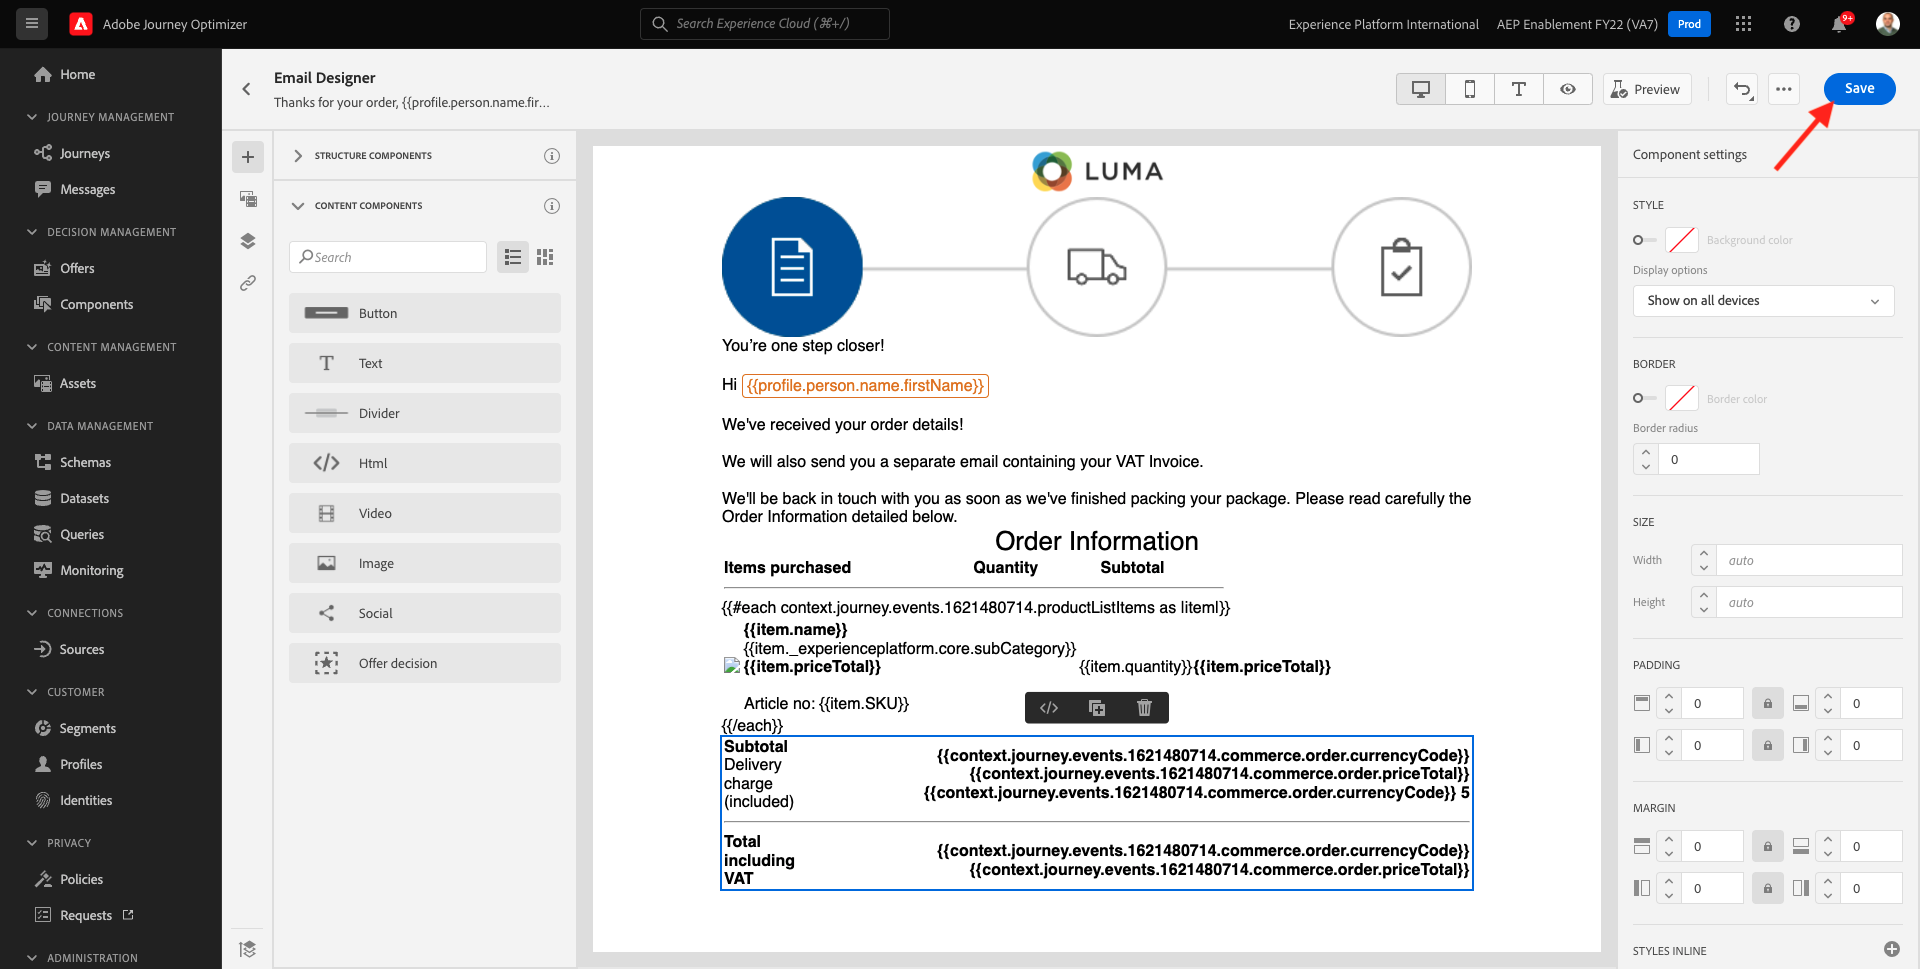 Adobe Journey Optimizer
Search Experience Cloud (⌘+/)
Experience Platform International
AEP Enablement FY22 (VA7)
Prod
9+
Home
JOURNEY MANAGEMENT
Journeys
Messages
DECISION MANAGEMENT
Offers
Components
CONTENT MANAGEMENT
Assets
DATA MANAGEMENT
Schemas
Datasets
Queries
Monitoring
CONNECTIONS
Sources
CUSTOMER
Segments
Profiles
Identities
PRIVACY
Policies
Requests
ADMINISTRATION
Email Designer
Thanks for your order, {{profile.person.name.fir...
Preview
Save
STRUCTURE COMPONENTS
CONTENT COMPONENTS
Search
Button
Text
Divider
Html
Video
Image
Social
Offer decision
LUMA
You're one step closer!
Hi {{profile.person.name.firstName}}
We've received your order details!
We will also send you a separate email containing your VAT Invoice.
We'll be back in touch with you as soon as we've finished packing your package. Please read carefully the
Order Information detailed below.
Order Information
Items purchased Quantity Subtotal
{{#each context.journey.events.1621480714.productListItems as |item|}}
{{item.name}}
{{item._experienceplatform.core.subCategory}}
{{item.priceTotal}} {{item.quantity}}{{item.priceTotal}}
Article no: {{item.SKU}}
{{/each}}
Subtotal
Delivery
charge
(included)
{{context.journey.events.1621480714.commerce.order.currencyCode}}
{{context.journey.events.1621480714.commerce.order.priceTotal}}
{{context.journey.events.1621480714.commerce.order.currencyCode}} 5
Total
including
VAT
{{context.journey.events.1621480714.commerce.order.currencyCode}}
{{context.journey.events.1621480714.commerce.order.priceTotal}}
Component settings
STYLE
Background color
Display options
Show on all devices
BORDER
Border color
Border radius
0
SIZE
Width auto
Height auto
PADDING
0 0
0 0
MARGIN
0 0
0 0
STYLES INLINE